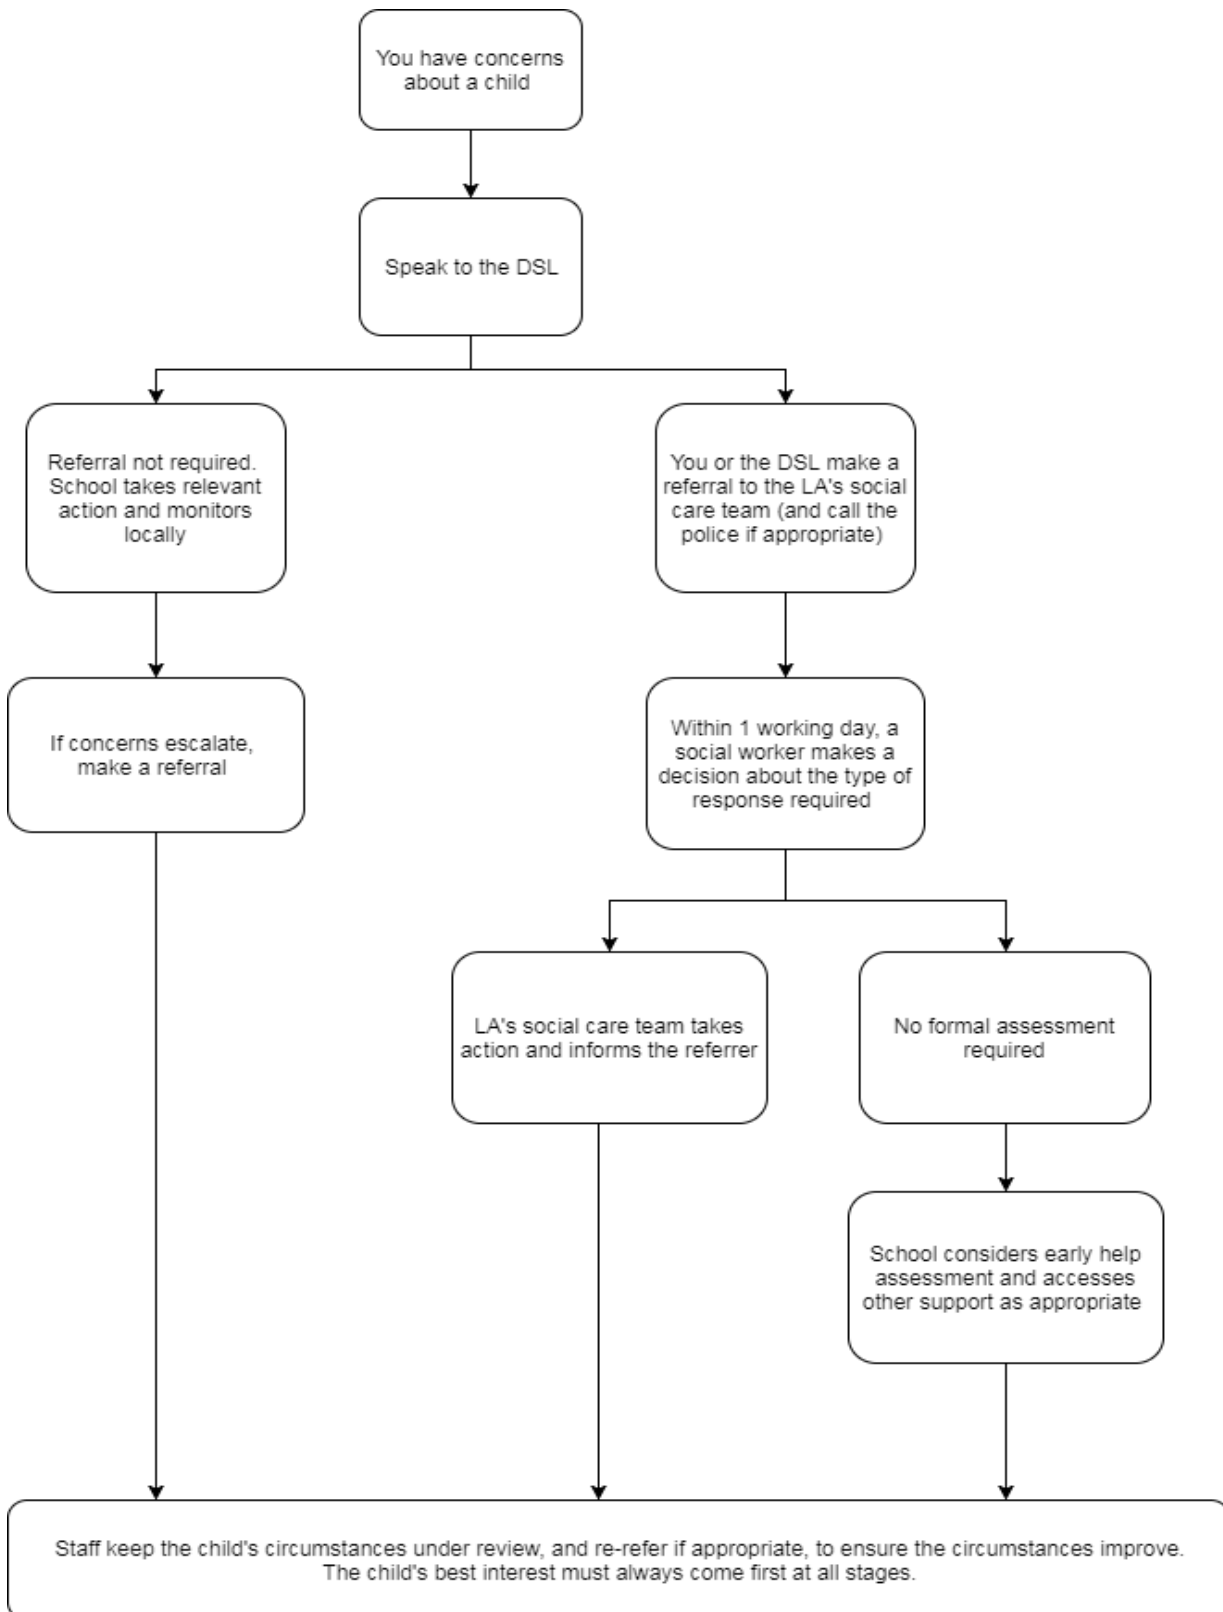 You have concerns
about a child
Speak to the DSL
Referral not required.
School takes relevant
action and monitors
locally
You or the DSL make a
referral to the LA's social
care team (and call the
police if appropriate)
If concerns escalate,
make a referral
Within 1 working day, a
social worker makes a
decision about the type of
response required
LA's social care team takes
action and informs the referrer
No formal assessment
required
School considers early help
assessment and accesses
other support as appropriate
Staff keep the child's circumstances under review, and re-refer if appropriate, to ensure the circumstances improve.
The child's best interest must always come first at all stages.